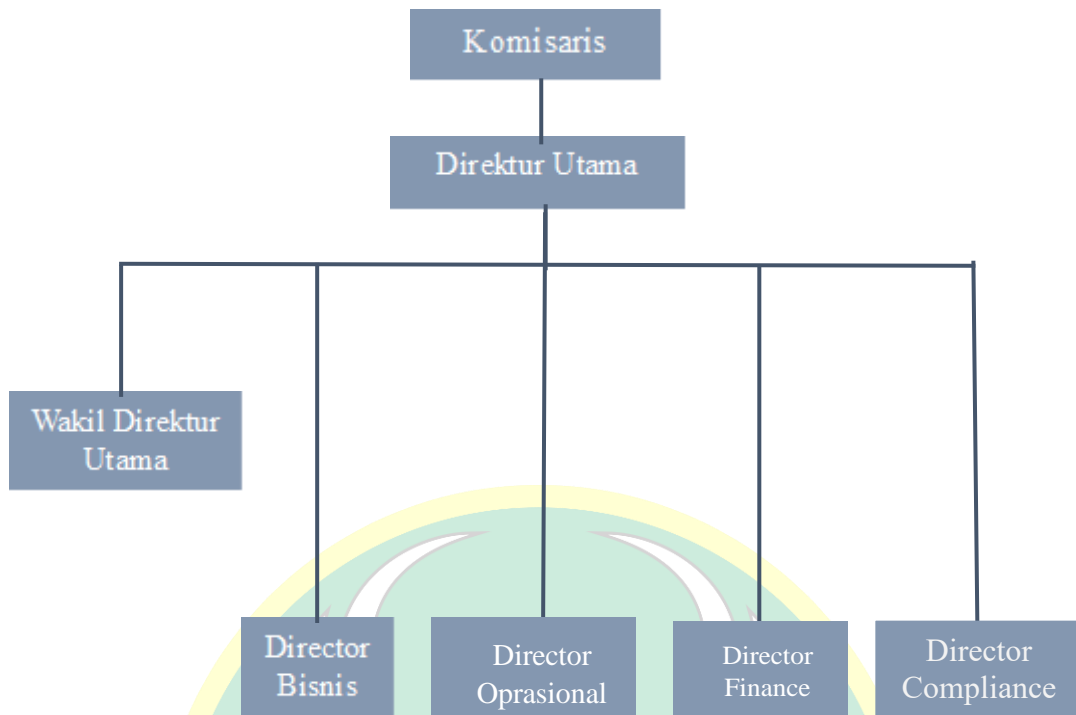 Komisaris
Direktur Utama
Wakil Direktur
Utama
Director
Bisnis
Director
Oprasional
Director
Finance
Director
Compliance